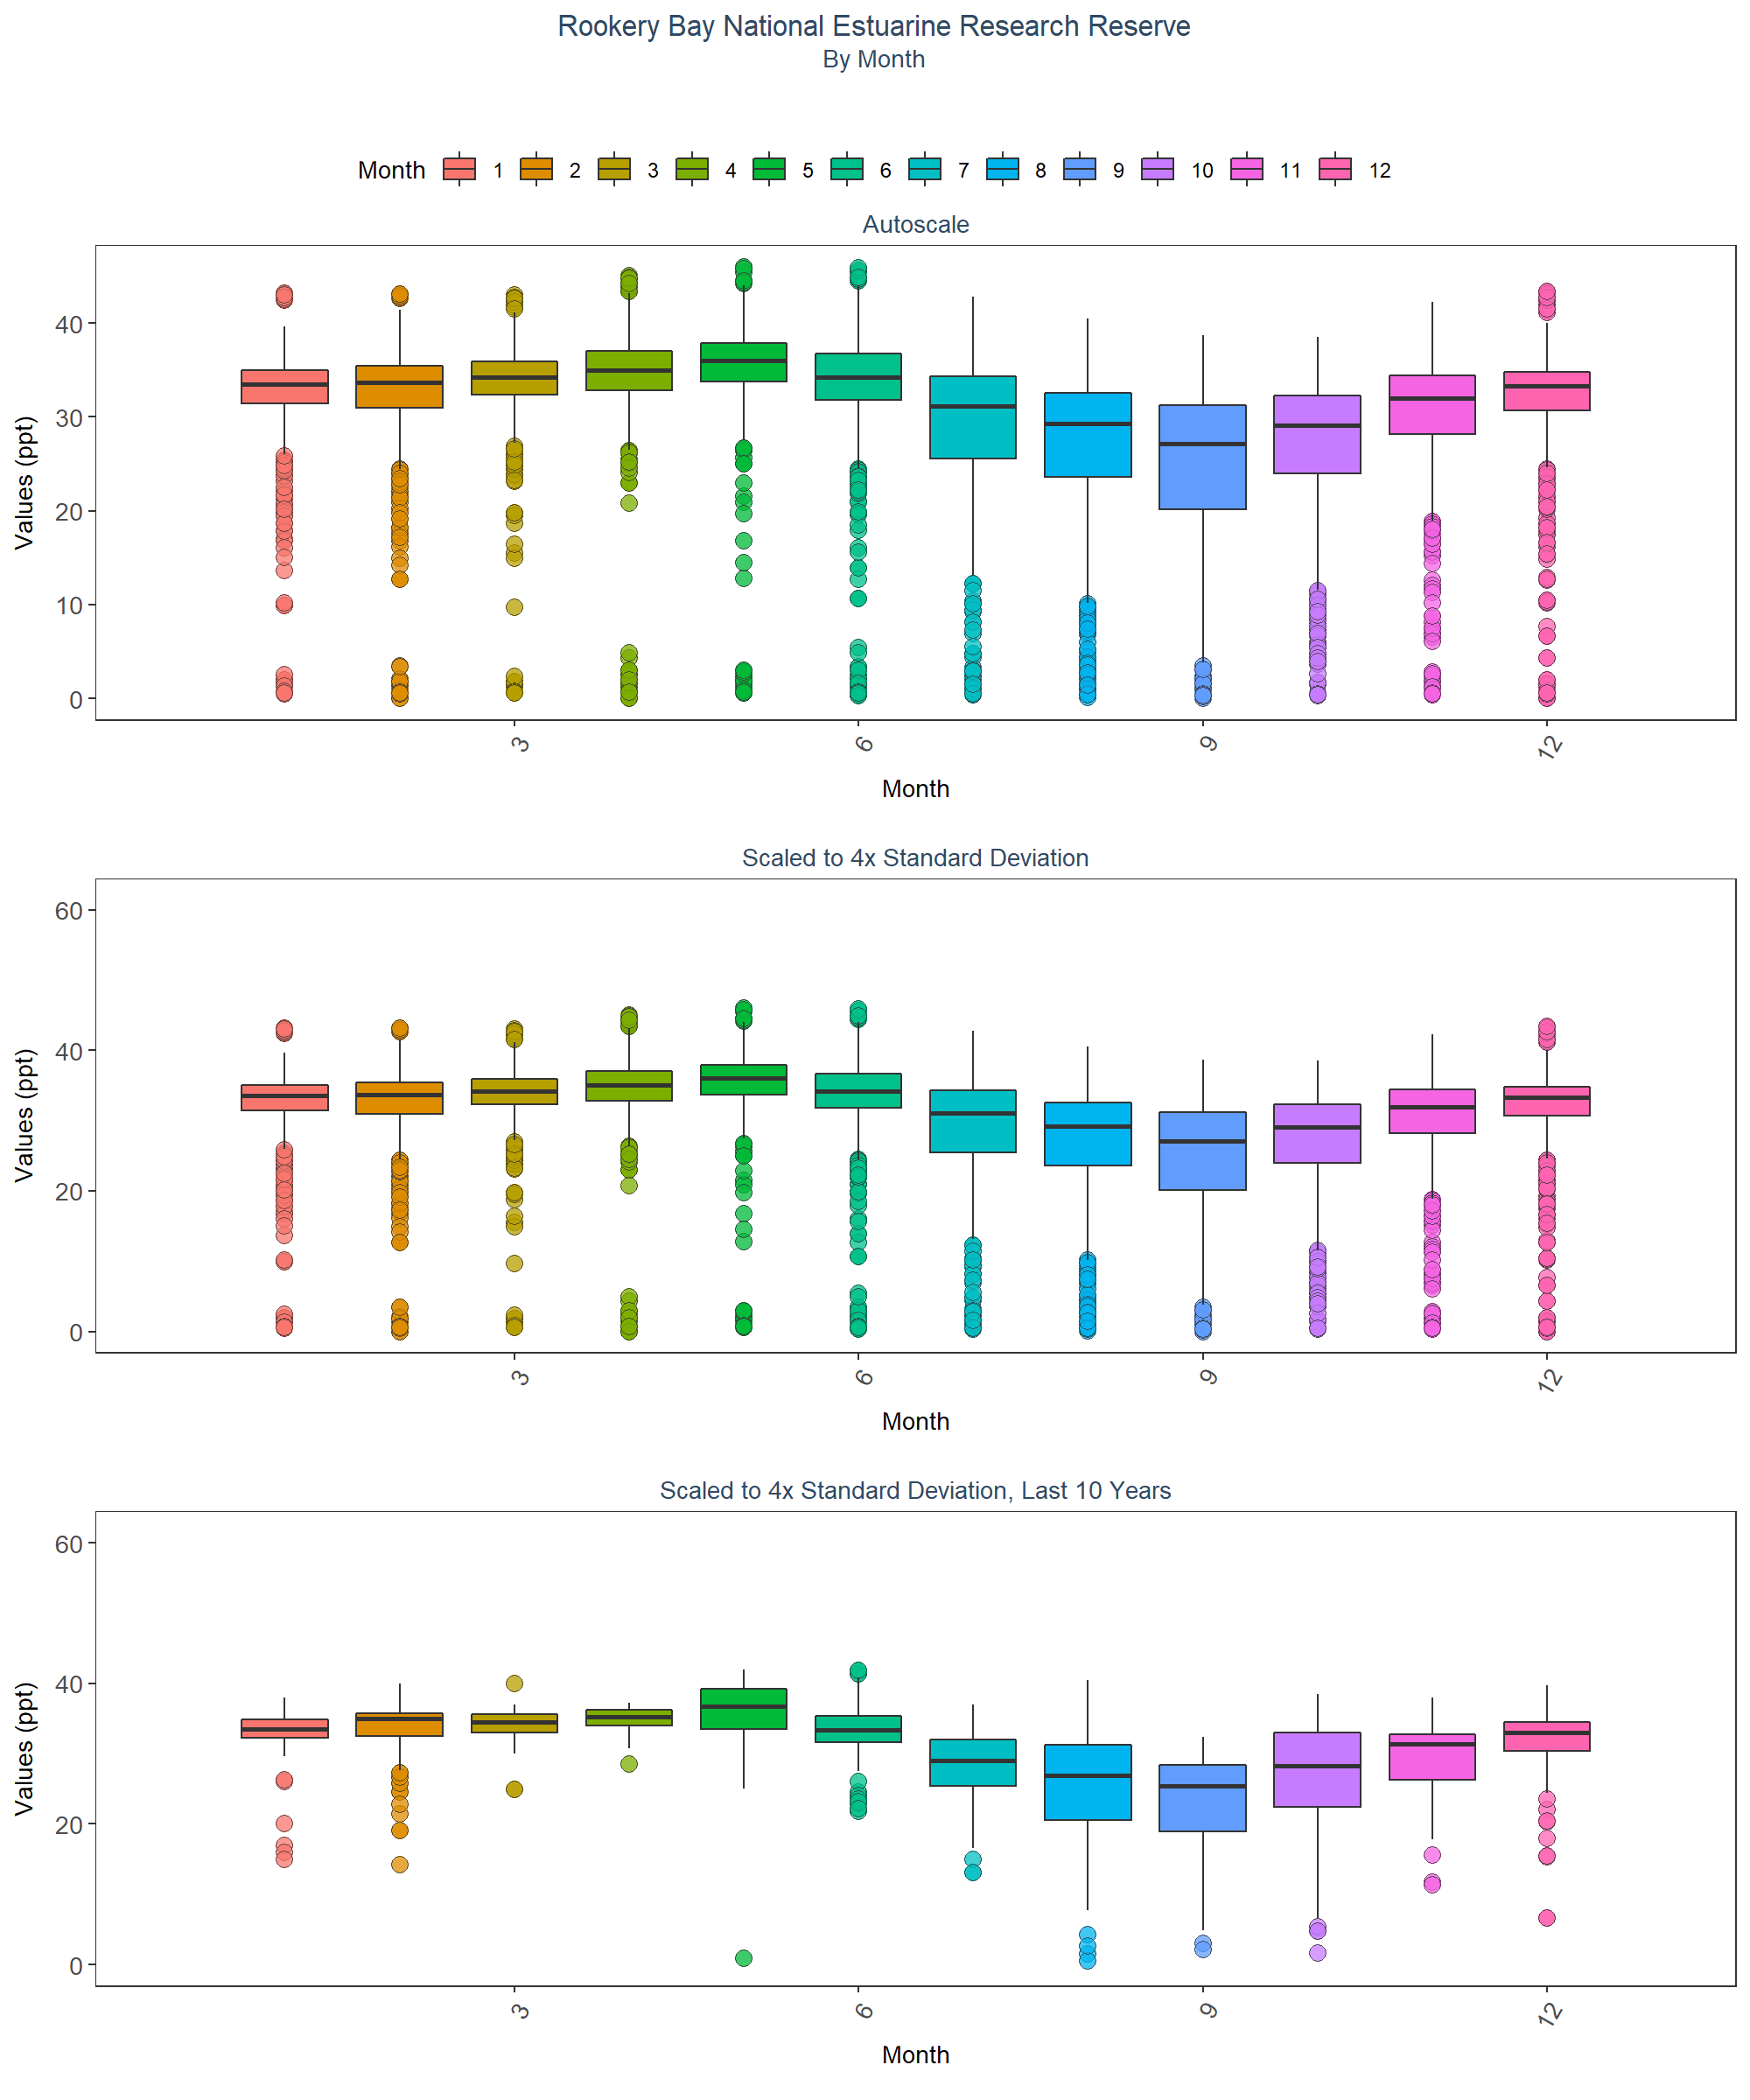 Rookery Bay National Estuarine Research Reserve
By Month
Month 1 2 3 4 5 6 7 8 9 10 11 12
Autoscale
Values (ppt)
40
30
20
10
0
3 6 9 12
Month
Scaled to 4x Standard Deviation
Values (ppt)
60
40
20
0
3 6 9 12
Month
Scaled to 4x Standard Deviation, Last 10 Years
Values (ppt)
60
40
20
0
3 6 9 12
Month